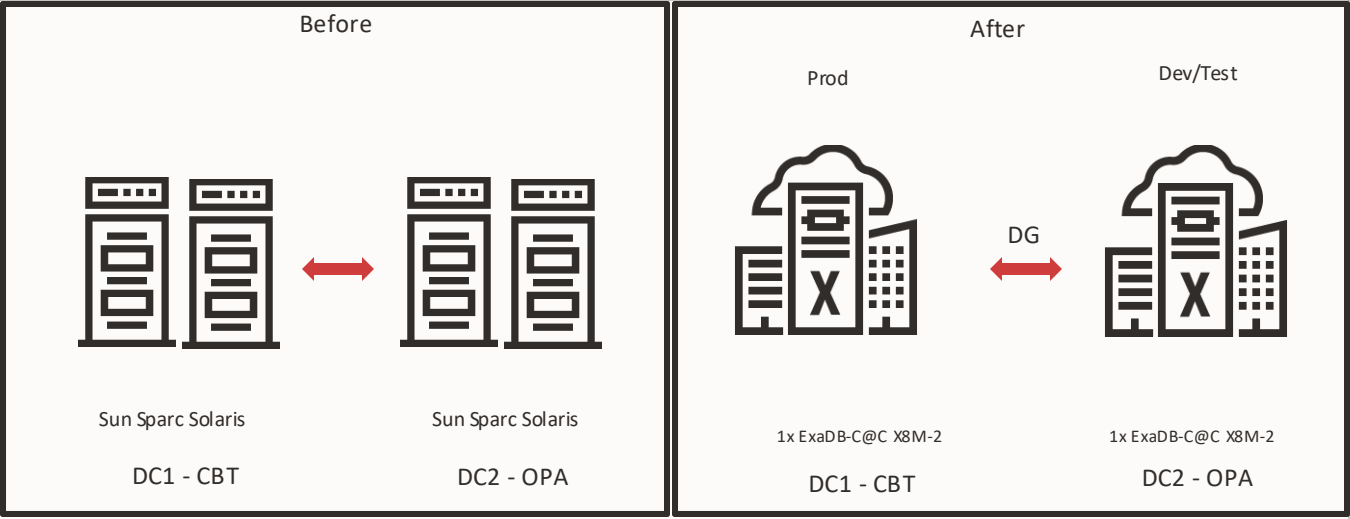 Before
Sun Sparc Solaris
Sun Sparc Solaris
DC1 - CBT
DC2 - OPA
After
Prod
Dev/Test
DG
X
X
1x ExaDB-C@C X8M-2
1x ExaDB-C@C X8M-2
DC1 - CBT
DC2 - OPA